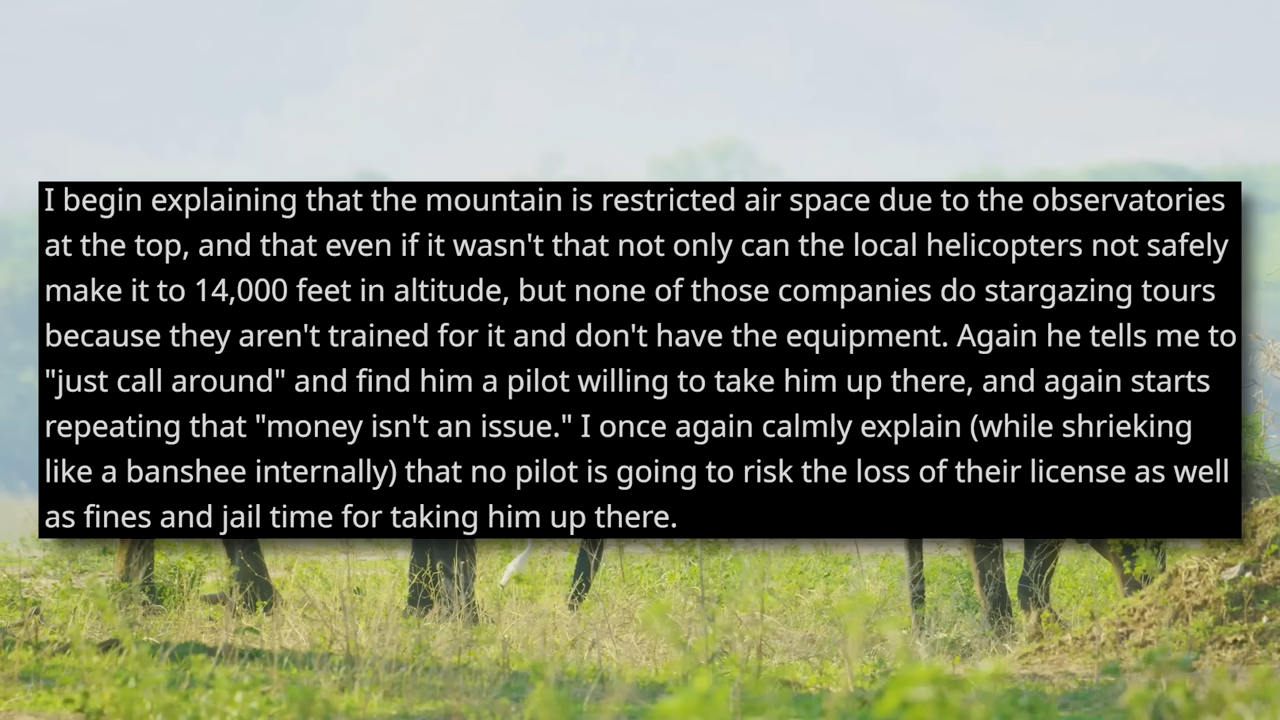 I begin explaining that the mountain is restricted air space due to the observatories
at the top, and that even if it wasn't that not only can the local helicopters not safely
make it to 14,000 feet in altitude, but none of those companies do stargazing tours
because they aren't trained for it and don't have the equipment. Again he tells me to
"just call around" and find him a pilot willing to take him up there, and again starts
repeating that "money isn't an issue." I once again calmly explain (while shrieking
like a banshee internally) that no pilot is going to risk the loss of their license as well
as fines and jail time for taking him up there.